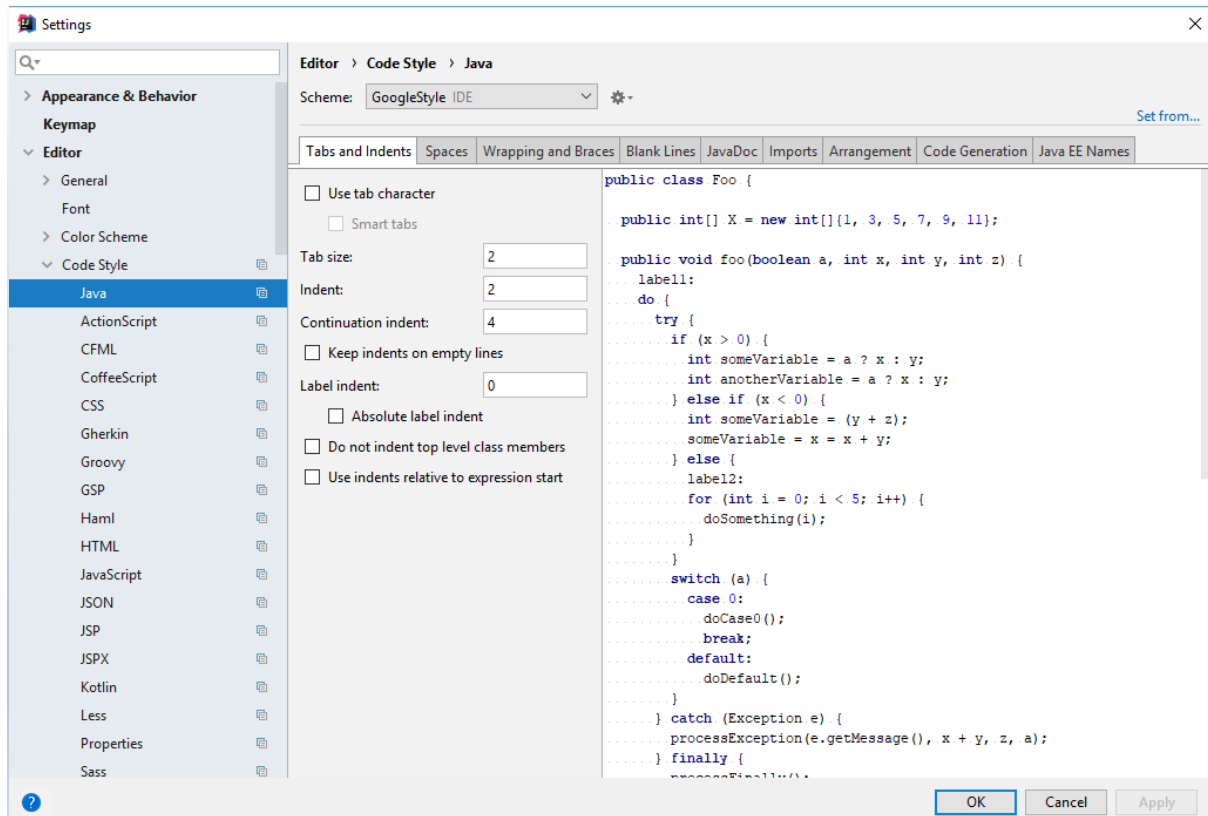 Settings
Appearance & Behavior
Keymap
Editor
General
Font
Color Scheme
Code Style
Java
ActionScript
CFML
CoffeeScript
CSS
Gherkin
Groovy
GSP
Haml
HTML
JavaScript
JSON
JSP
JSPX
Kotlin
Less
Properties
Sass
Editor > Code Style > Java
Scheme: GoogleStyle IDE
Set from...
Tabs and Indents Spaces Wrapping and Braces Blank Lines JavaDoc Imports Arrangement Code Generation Java EE Names
Use tab character
Smart tabs
Tab size: 2
Indent: 2
Continuation indent: 4
Keep indents on empty lines
Label indent: 0
Absolute label indent
Do not indent top level class members
Use indents relative to expression start
public class Foo {
  public int[] X = new int[]{1, 3, 5, 7, 9, 11};
  public void foo(boolean a, int x, int y, int z) {
    label1:
    do {
      try {
        if (x > 0) {
          int someVariable = a ? x : y;
          int anotherVariable = a ? x : y;
        } else if (x < 0) {
          int someVariable = (y + z);
          someVariable = x = x + y;
        } else {
          label2:
          for (int i = 0; i < 5; i++) {
            doSomething(i);
          }
        }
        switch (a) {
          case 0:
            doCase0();
            break;
          default:
            doDefault();
        }
      } catch (Exception e) {
        processException(e.getMessage(), x + y, z, a);
      } finally {
        processFinally();
?
OK Cancel Apply